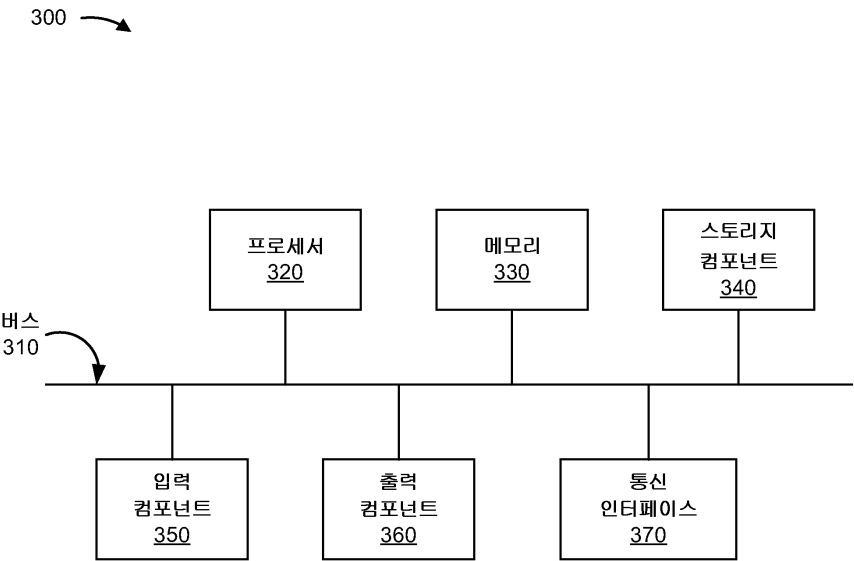 300
프로세서
320
메모리
330
스토리지
컴포넌트
340
버스
310
입력
컴포넌트
350
출력
컴포넌트
360
통신
인터페이스
370